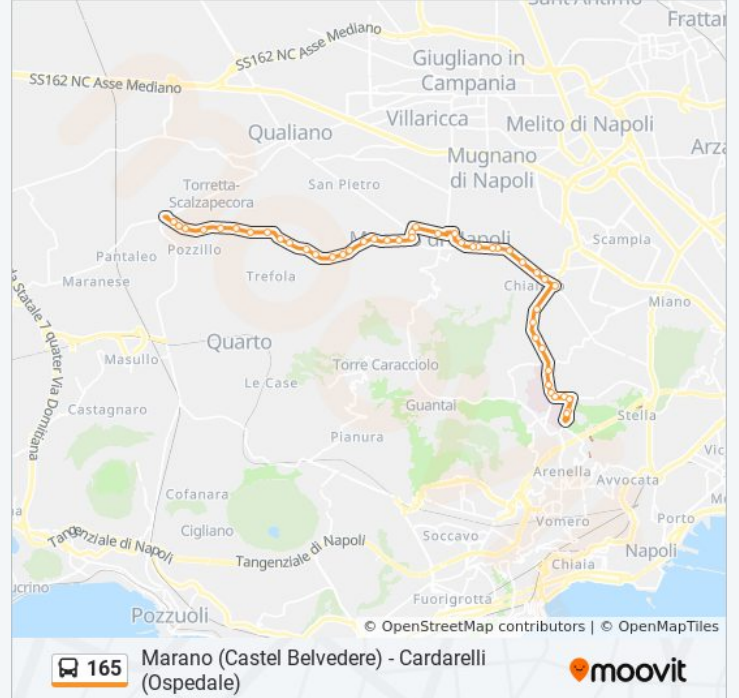 Sant'Antimo
Frattar
SS162 NC Asse Mediano
Giugliano in
Campania
SS162 NC Asse Mediano
Villaricca
Melito di Napoli
Qualiano
Mugnano
di Napoli
Arza
Torretta-
Scalzapecora
San Pietro
Pozzillo
Scampia
Pantaleo
Trefola
Maranese
Chiai
Miano
Quarto
Masullo
Torre Caracciolo
Le Case
Castagnaro
Guantai
Stella
Pianura
Arenella
Avvocata
Cofanara
Vomero
Porto
Cigliano
Soccavo
Napoli
Tangenziale di Napoli
Tangenziale di Napoli
Chiaia
Fuorigrotta
Pozzuoli
© OpenStreetMap contributors | © OpenMapTiles
165
Marano (Castel Belvedere) - Cardarelli
(Ospedale)
moovit